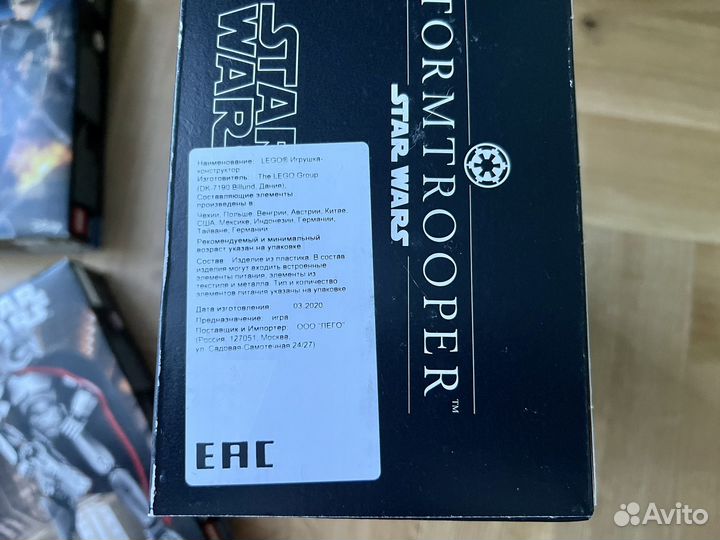 STAR
WARS
STORMTROOPER™
STAR WARS
Наименование: LEGO® Игрушка-
конструктор
Изготовитель: The LEGO Group
(DK-7190 Billund, Дания),
Составляющие элементы
произведены в
Чехии, Польше, Венгрии, Австрии, Китае,
США, Мексике, Индонезии, Германии,
Тайване, Германии
Рекомендуемый и минимальный
возраст указан на упаковке
Состав: Изделие из пластика. В состав
изделия могут входить встроенные
элементы питания, элементы из
текстиля и металла. Тип и количество
элементов питания указаны на упаковке
Дата изготовления: 03.2020
Предназначение: игра
Поставщик и Импортер: ООО "ЛЕГО"
(Россия, 127051, Москва,
ул. Садовая-Самотечная 24/27)
EAC
Avito